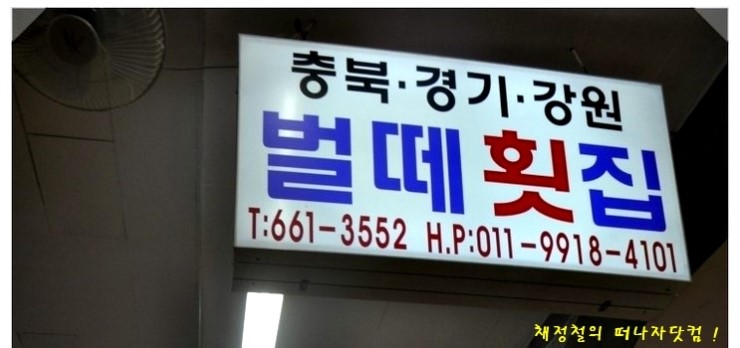 충북·경기·강원
벌떼횟집
T:661-3552 H.P:011-9918-4101
채정철의 떠나자닷컴 !